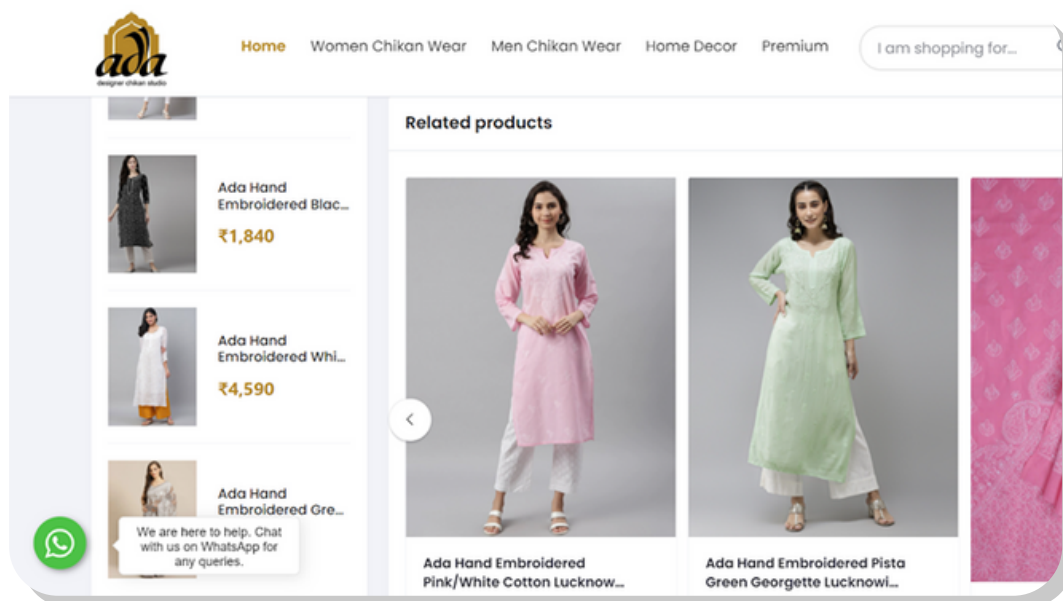 ada
designer chikan studio
Home Women Chikan Wear Men Chikan Wear Home Decor Premium
I am shopping for...
Ada Hand
Embroidered Blac...
₹1,840
Ada Hand
Embroidered Whi...
₹4,590
Ada Hand
Embroidered Gre...
We are here to help. Chat
with us on WhatsApp for
any queries.
Related products
Ada Hand Embroidered
Pink/White Cotton Lucknow...
Ada Hand Embroidered Pista
Green Georgette Lucknowi...